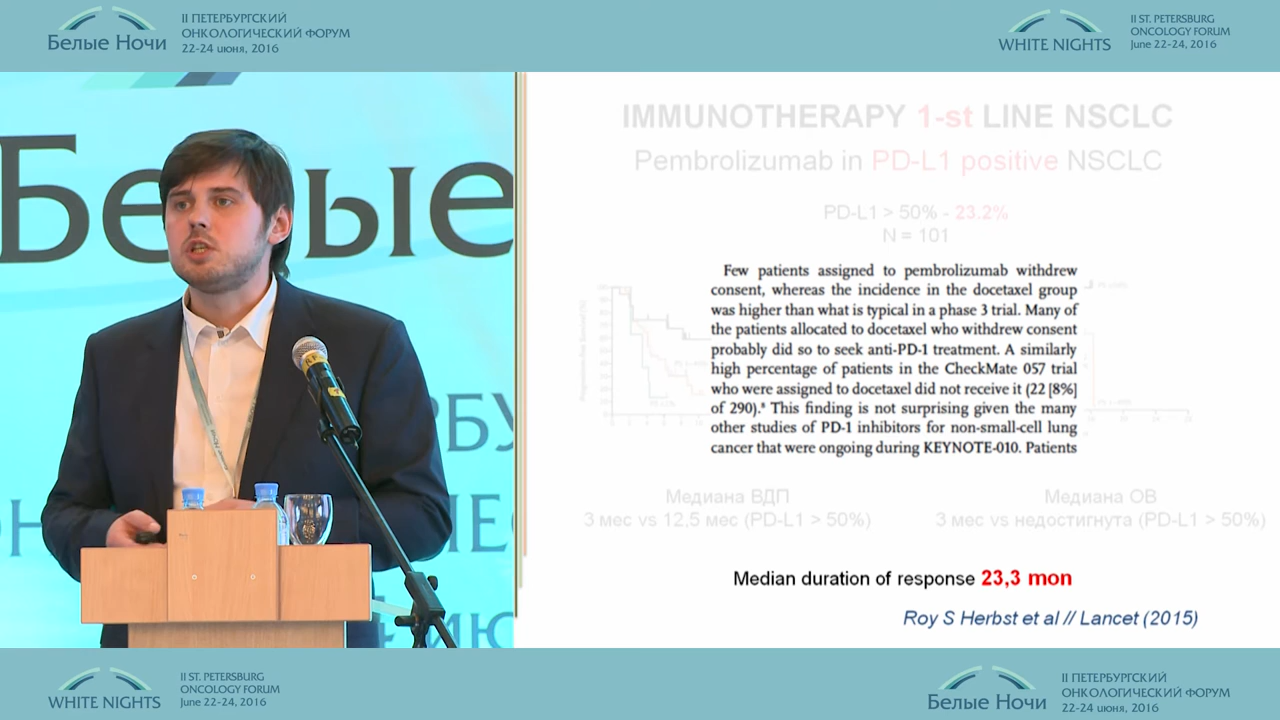 Белые Ночи
II ПЕТЕРБУРГСКИЙ
ОНКОЛОГИЧЕСКИЙ ФОРУМ
22-24 июня, 2016
WHITE NIGHTS
II ST. PETERSBURG
ONCOLOGY FORUM
June 22-24, 2016
Белые
IMMUNOTHERAPY 1-st LINE NSCLC
Pembrolizumab in PD-L1 positive NSCLC
PD-L1 > 50% - 23.2%
N = 101
Few patients assigned to pembrolizumab withdrew
consent, whereas the incidence in the docetaxel group
was higher than what is typical in a phase 3 trial. Many of
the patients allocated to docetaxel who withdrew consent
probably did so to seek anti-PD-1 treatment. A similarly
high percentage of patients in the CheckMate 057 trial
who were assigned to docetaxel did not receive it (22 [8%]
of 290).⁸ This finding is not surprising given the many
other studies of PD-1 inhibitors for non-small-cell lung
cancer that were ongoing during KEYNOTE-010. Patients
Медиана ВДП
3 мес vs 12,5 мес (PD-L1 > 50%)
Медиана ОВ
3 мес vs недостигнута (PD-L1 > 50%)
Median duration of response 23,3 mon
Roy S Herbst et al // Lancet (2015)
WHITE NIGHTS
II ST. PETERSBURG
ONCOLOGY FORUM
June 22-24, 2016
Белые Ночи
II ПЕТЕРБУРГСКИЙ
ОНКОЛОГИЧЕСКИЙ ФОРУМ
22-24 июня, 2016